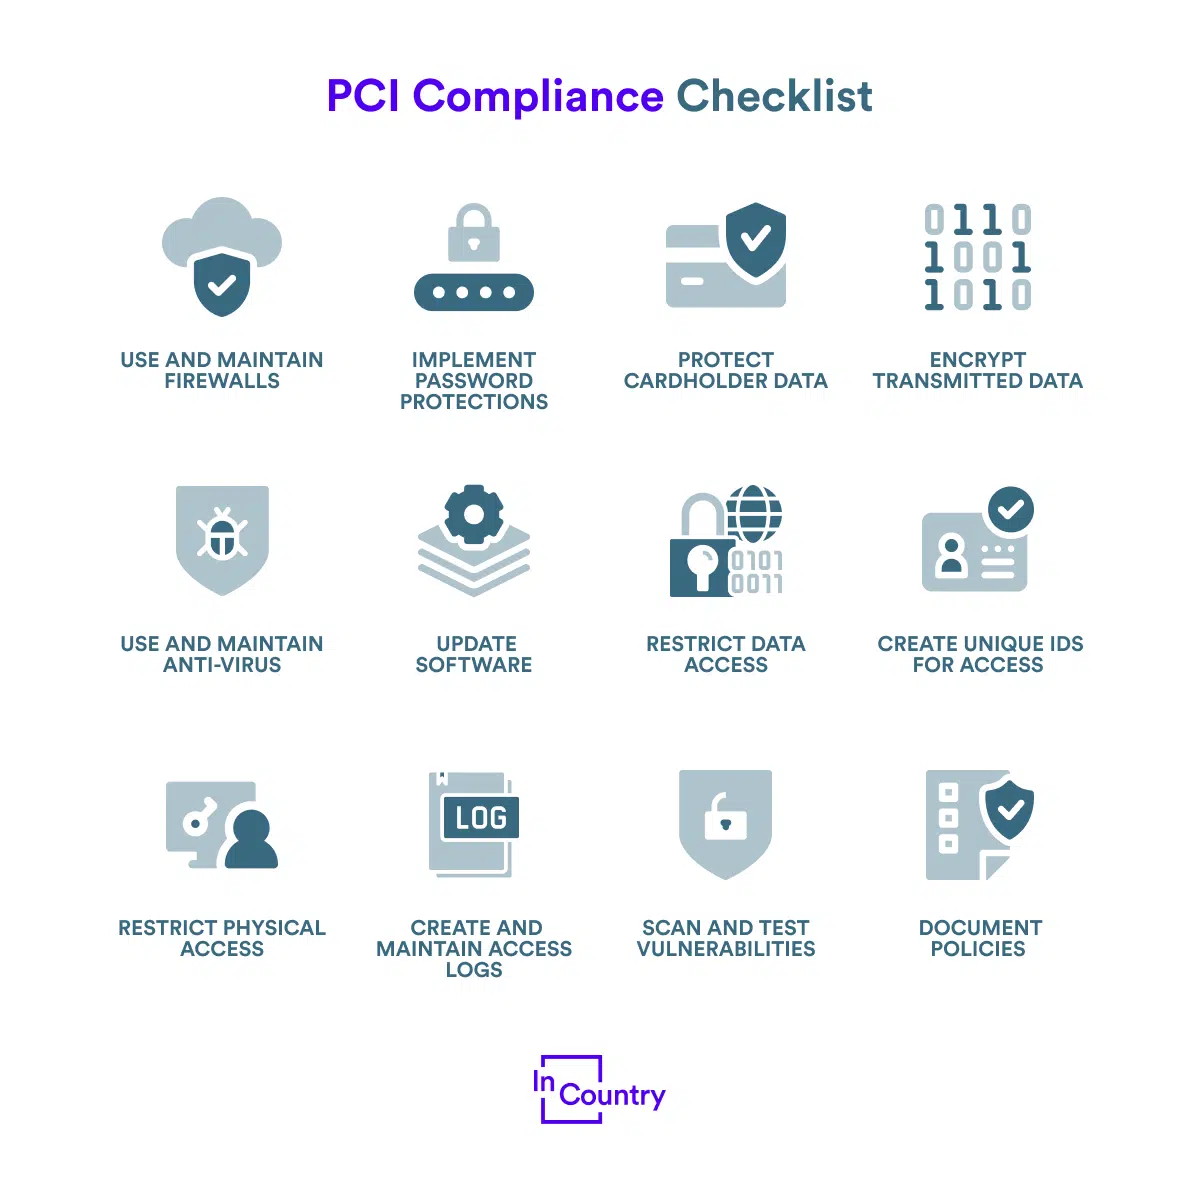 PCI Compliance Checklist
0110
1001
1010
USE AND MAINTAIN
FIREWALLS
IMPLEMENT
PASSWORD
PROTECTIONS
PROTECT
CARDHOLDER DATA
ENCRYPT
TRANSMITTED DATA
0101
0011
USE AND MAINTAIN
ANTI-VIRUS
UPDATE
SOFTWARE
RESTRICT DATA
ACCESS
CREATE UNIQUE IDS
FOR ACCESS
LOG
RESTRICT PHYSICAL
ACCESS
CREATE AND
MAINTAIN ACCESS
LOGS
SCAN AND TEST
VULNERABILITIES
DOCUMENT
POLICIES
In
Country